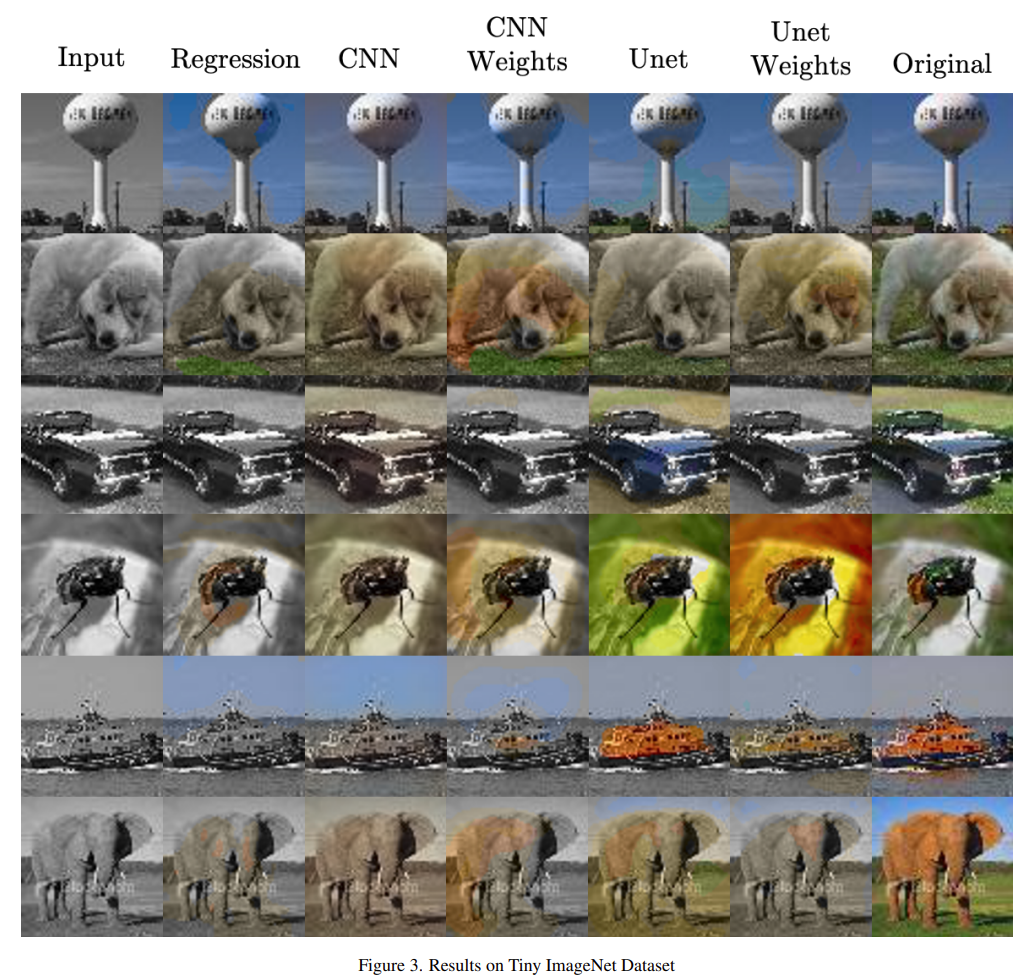 Input Regression CNN CNN Weights Unet Unet Weights Original
Figure 3. Results on Tiny ImageNet Dataset